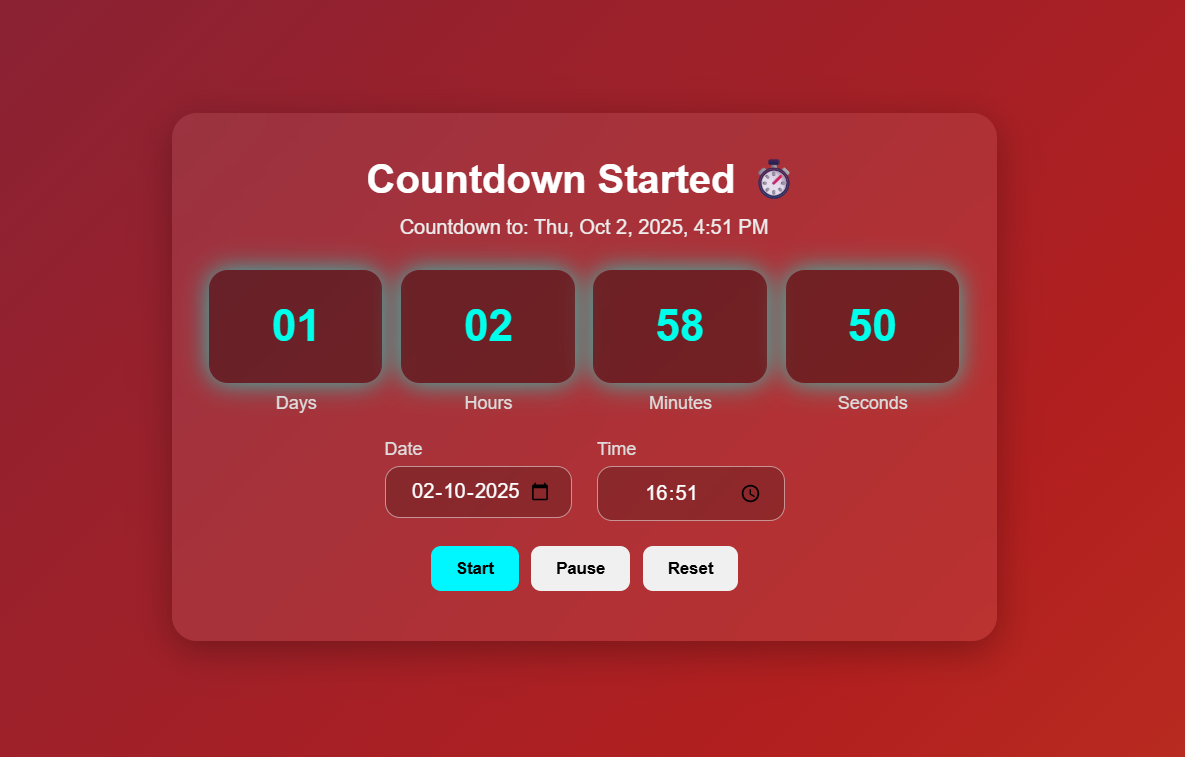 Countdown Started
Countdown to: Thu, Oct 2, 2025, 4:51 PM
01 02 58 50
Days Hours Minutes Seconds
Date Time
02-10-2025 16:51
Start Pause Reset